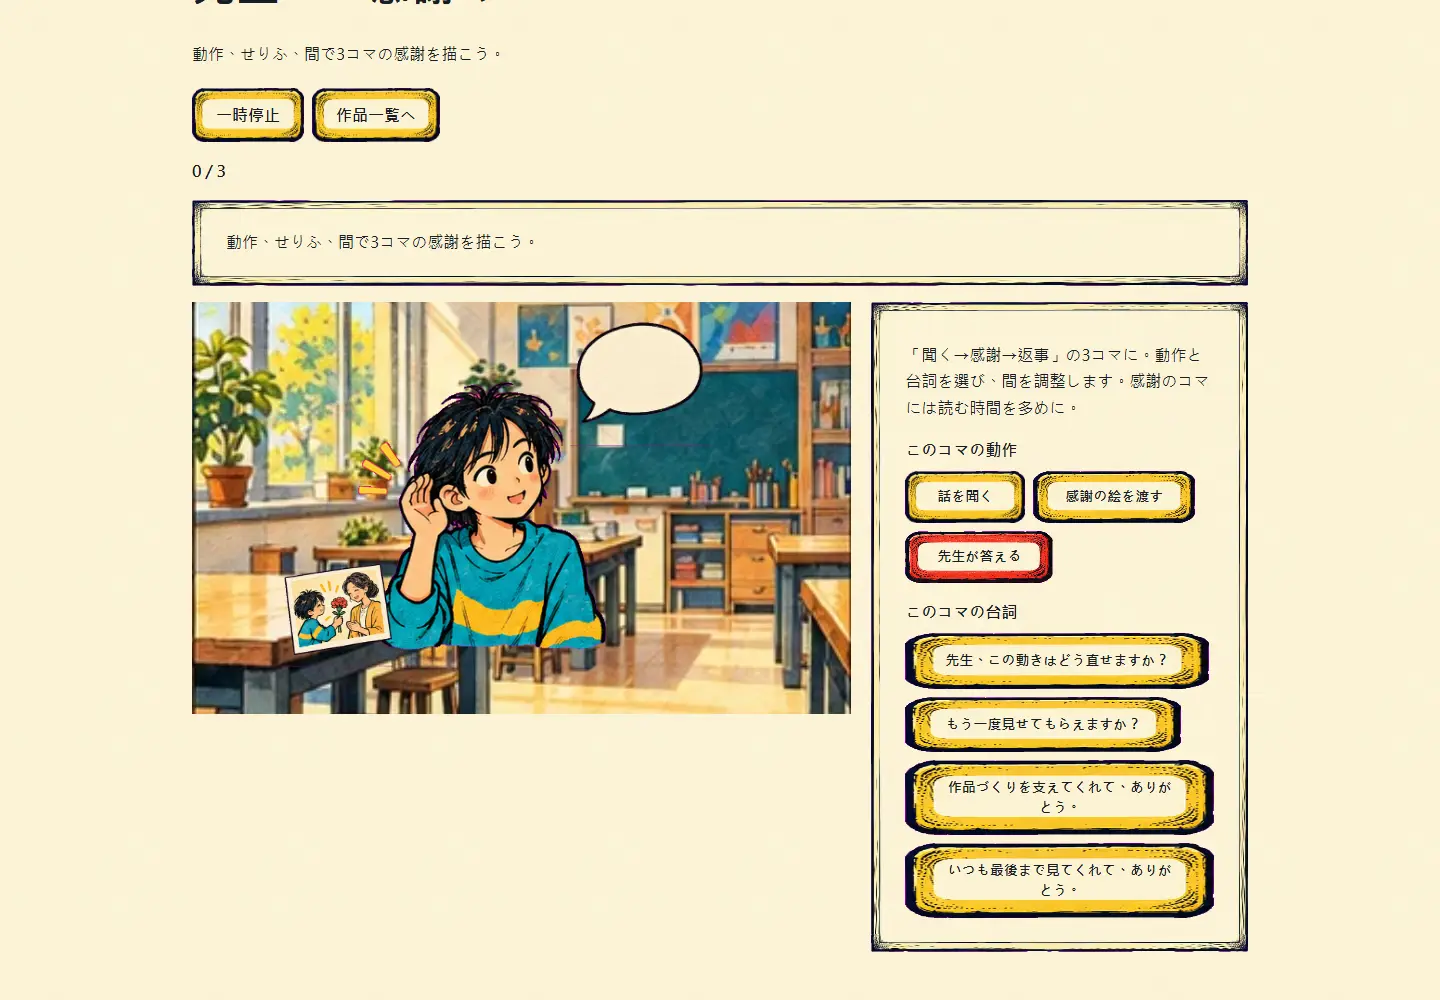 動作、せりふ、間で3コマの感謝を描こう。
一時停止
作品一覧へ
0/3
動作、せりふ、間で3コマの感謝を描こう。
「聞く→感謝→返事」の3コマに。動作と
台詞を選び、間を調整します。感謝のコマ
には読む時間を多めに。
このコマの動作
話を聞く
感謝の絵を渡す
先生が答える
このコマの台詞
先生、この動きはどう直せますか？
もう一度見せてもらえますか？
作品づくりを支えてくれて、ありが
とう。
いつも最後まで見てくれて、ありが
とう。